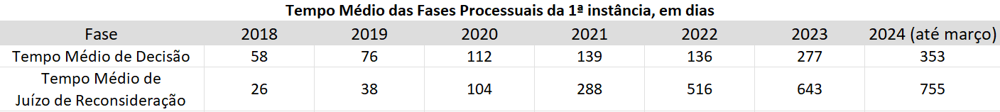 Tempo Médio das Fases Processuais da 1ª instância, em dias
Fase 2018 2019 2020 2021 2022 2023 2024 (até março)
Tempo Médio de Decisão 58 76 112 139 136 277 353
Tempo Médio de
Juízo de Reconsideração 26 38 104 288 516 643 755